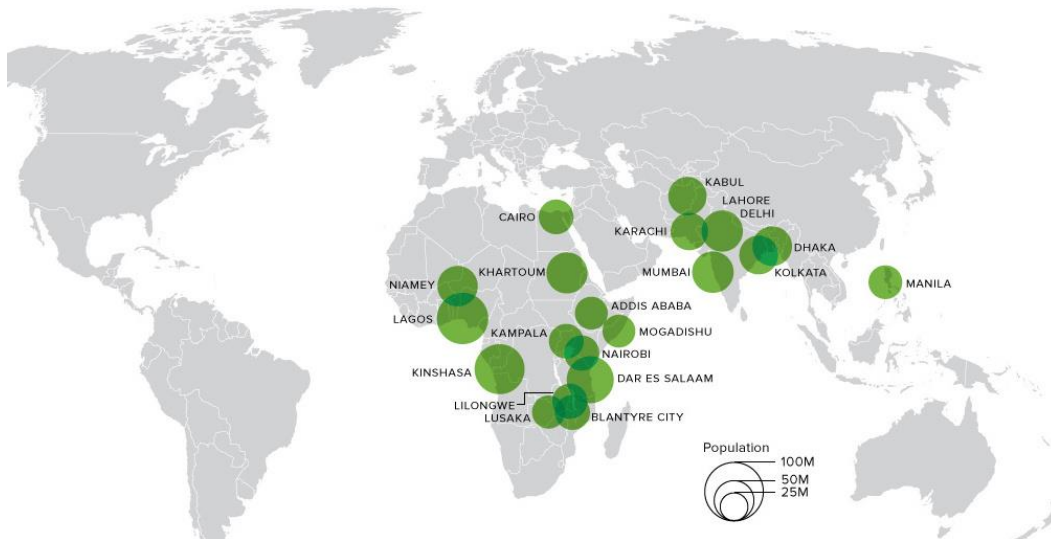 KABUL
LAHORE
DELHI
CAIRO
KARACHI
DHAKA
KHARTOUM
MUMBAI
KOLKATA
NIAMEY
MANILA
ADDIS ABABA
LAGOS
KAMPALA
MOGADISHU
NAIROBI
KINSHASA
DAR ES SALAAM
LILONGWE
LUSAKA
BLANTYRE CITY
Population
100M
50M
25M